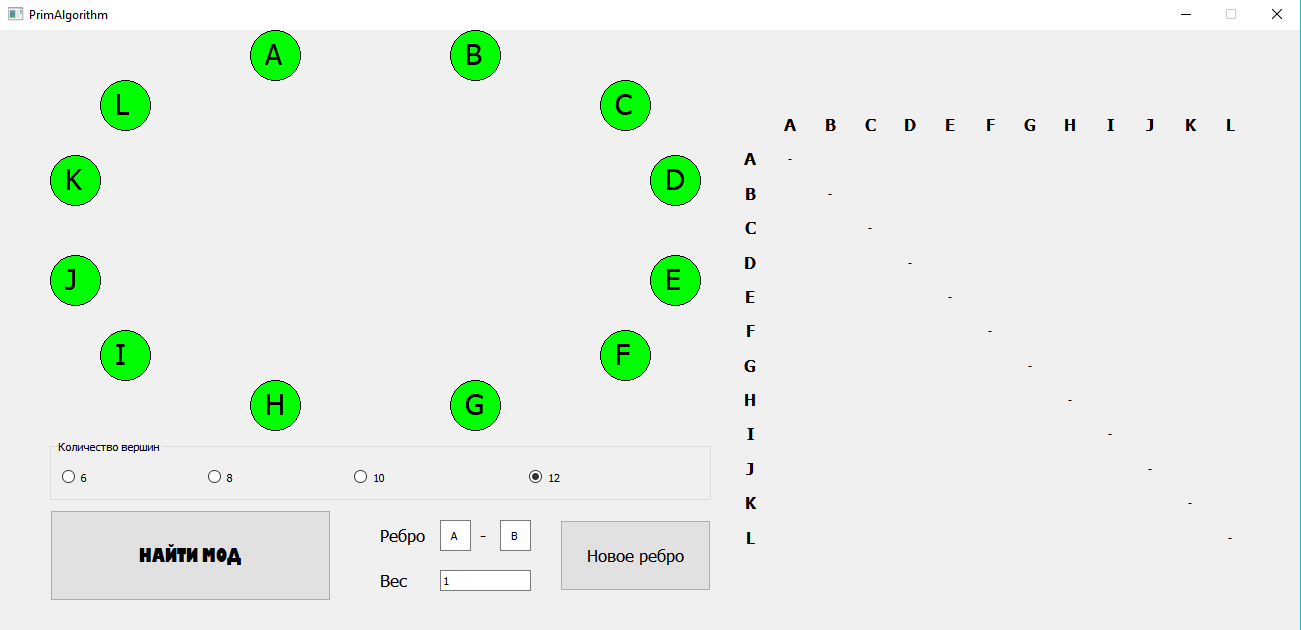 PrimAlgorithm
A B
L C
K D
J E
I F
H G
A B C D E F G H I J K L
A -
B -
C -
D -
E -
F -
G -
H -
I -
J -
K -
L -
Количество вершин
6 8 10 12
НАЙТИ МОД
Ребро A - B
Вес 1
Новое ребро